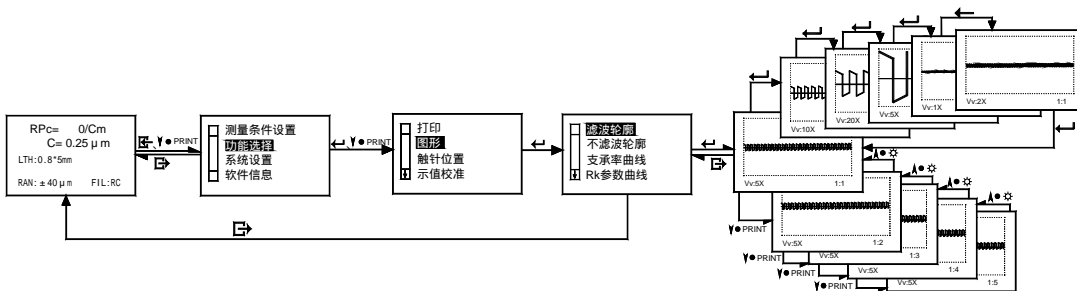 RPc= 0/Cm
C= 0.25 μm
LTH:0.8*5mm
RAN: ±40μm FIL:RC
PRINT
测量条件设置
功能选择
系统设置
软件信息
PRINT
打印
图形
触针位置
示值校准
滤波轮廓
不滤波轮廓
支承率曲线
Rk参数曲线
Vv:10X
Vv:20X
Vv:5X
Vv:1X
Vv:2X 1:1
Vv:5X 1:1
PRINT
Vv:5X 1:2
PRINT
Vv:5X 1:3
PRINT
Vv:5X 1:4
PRINT
Vv:5X 1:5